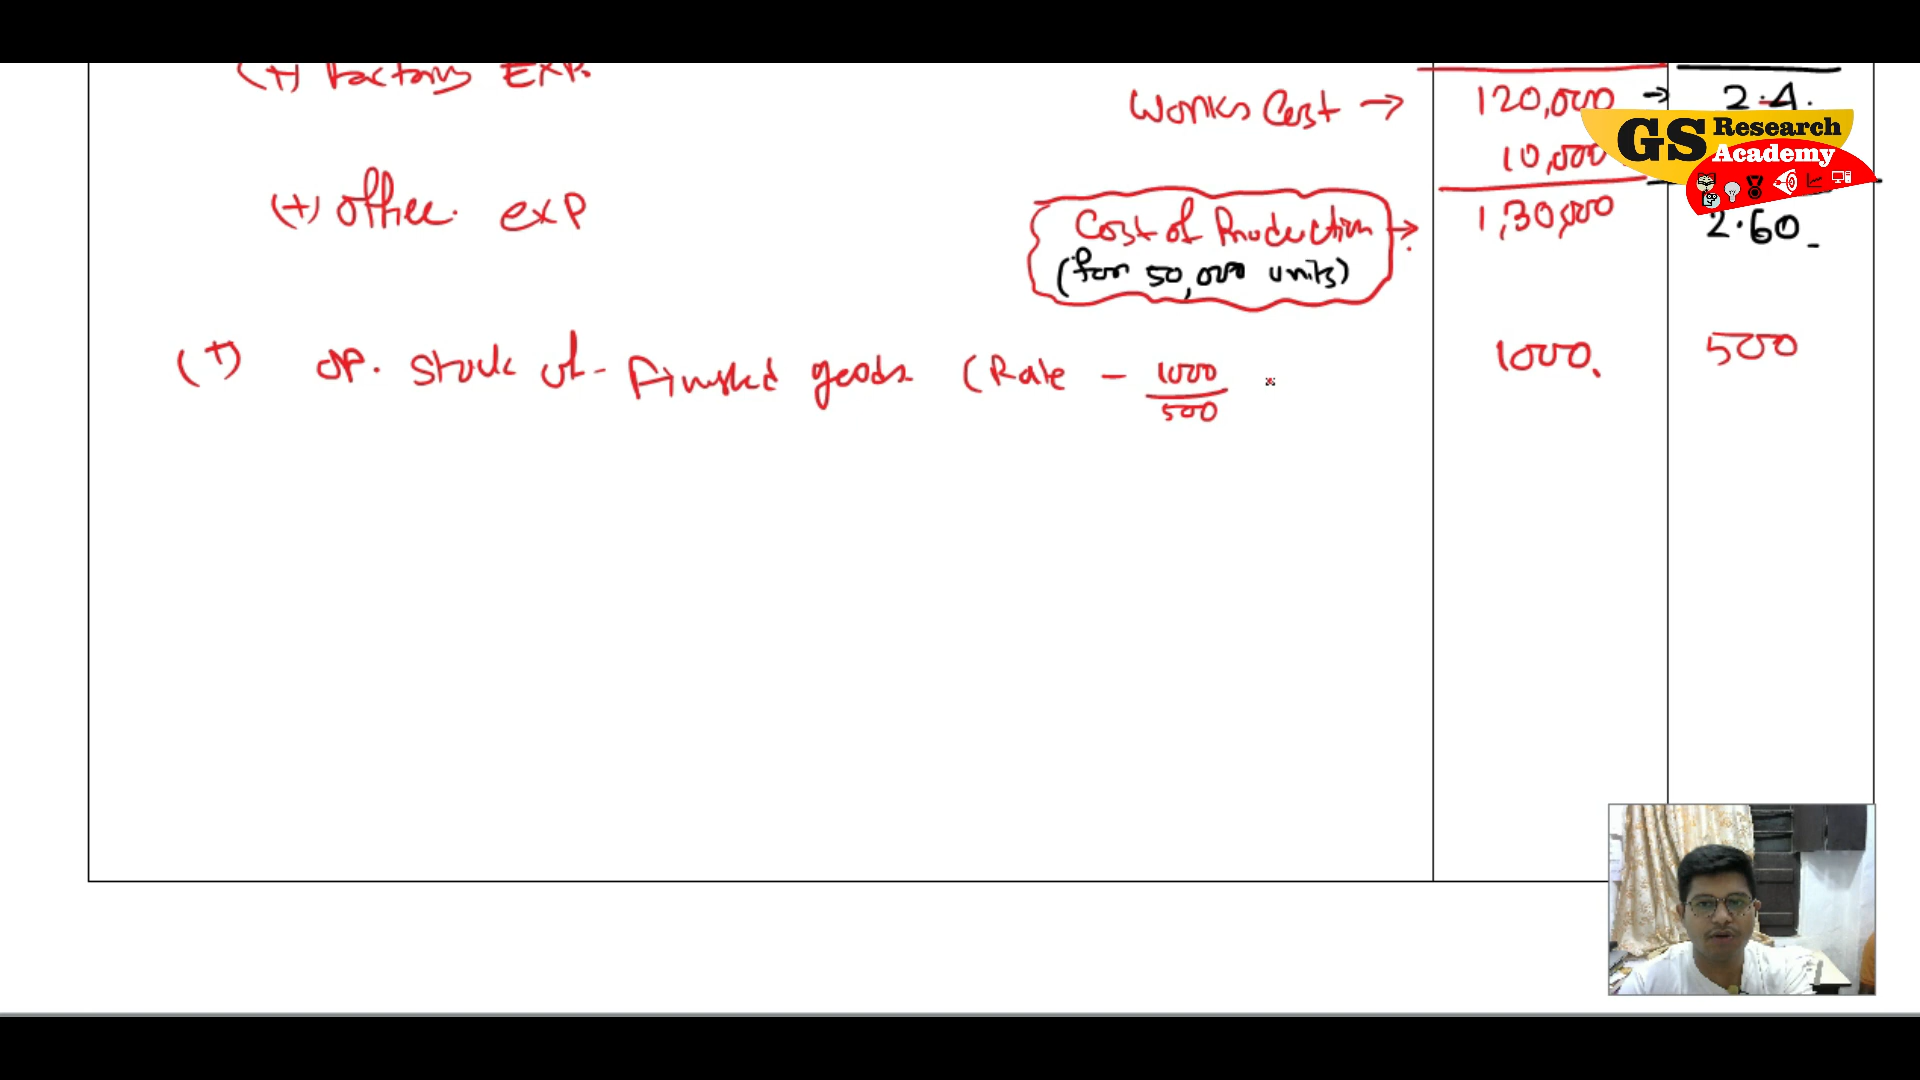 (+) Factory Exp.
Works Cost → 120,000 → 2.4.
10,000
(+) Office. exp
Cost of Production → 1,30,000 2.60
(for 50,000 units)
(+) OP. Stock of Finished goods (Rate - 1000 1000. 500
500
GS Research Academy